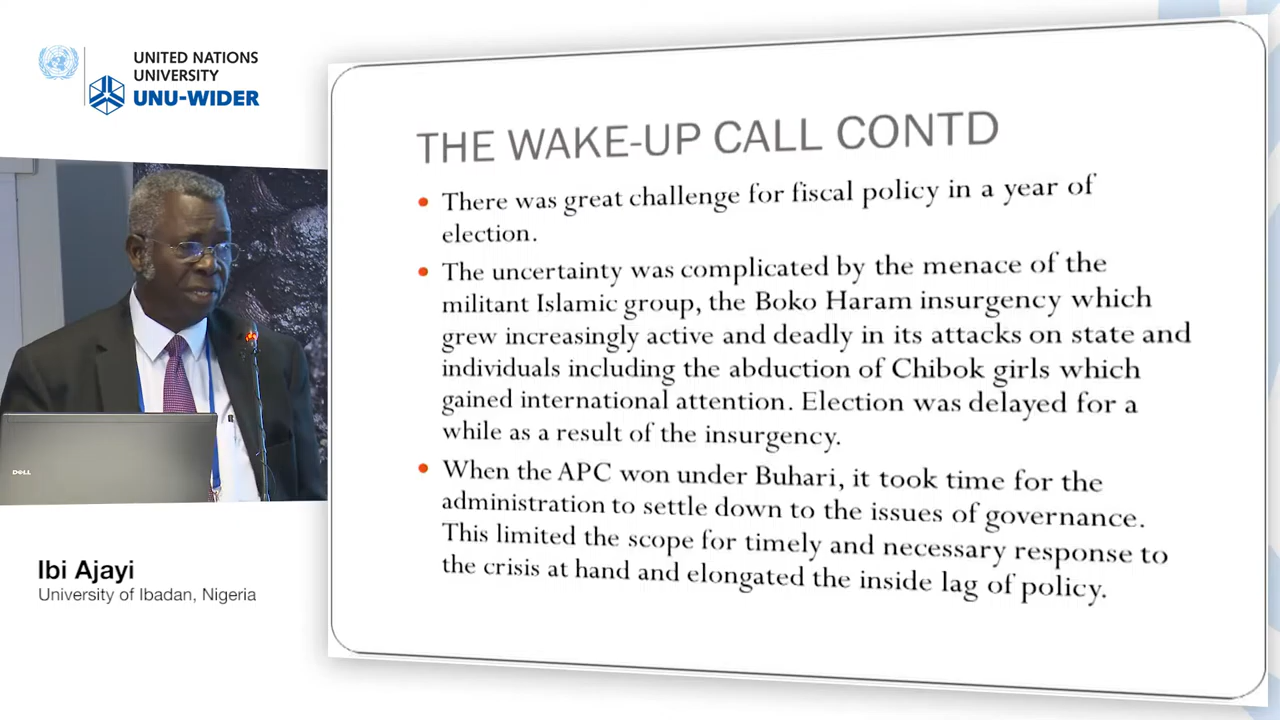 UNITED NATIONS
UNIVERSITY
UNU-WIDER
THE WAKE-UP CALL CONTD
• There was great challenge for fiscal policy in a year of
election.
• The uncertainty was complicated by the menace of the
militant Islamic group, the Boko Haram insurgency which
grew increasingly active and deadly in its attacks on state and
individuals including the abduction of Chibok girls which
gained international attention. Election was delayed for a
while as a result of the insurgency.
• When the APC won under Buhari, it took time for the
administration to settle down to the issues of governance.
This limited the scope for timely and necessary response to
the crisis at hand and elongated the inside lag of policy.
DELL
Ibi Ajayi
University of Ibadan, Nigeria